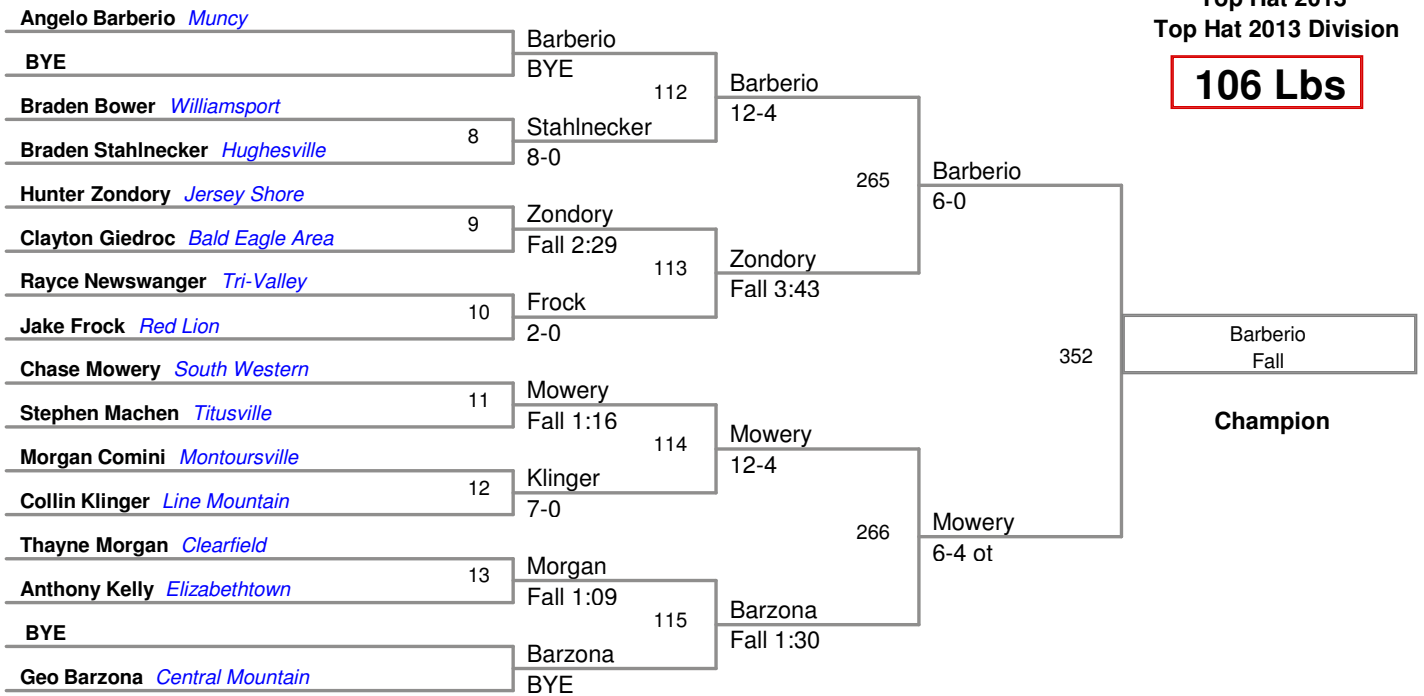 Top Hat 2013
Top Hat 2013 Division
106 Lbs
Angelo Barberio Muncy
BYE
Braden Bower Williamsport
Braden Stahlnecker Hughesville
Hunter Zondory Jersey Shore
Clayton Giedroc Bald Eagle Area
Rayce Newswanger Tri-Valley
Jake Frock Red Lion
Chase Mowery South Western
Stephen Machen Titusville
Morgan Comini Montoursville
Collin Klinger Line Mountain
Thayne Morgan Clearfield
Anthony Kelly Elizabethtown
BYE
Geo Barzona Central Mountain
8
9
10
11
12
13
Barberio
BYE
Stahlnecker
8-0
Zondory
Fall 2:29
Frock
2-0
Mowery
Fall 1:16
Klinger
7-0
Morgan
Fall 1:09
Barzona
BYE
112
113
114
115
Barberio
12-4
Zondory
Fall 3:43
Mowery
12-4
Barzona
Fall 1:30
265
266
Barberio
6-0
Mowery
6-4 ot
352
Barberio
Fall
Champion